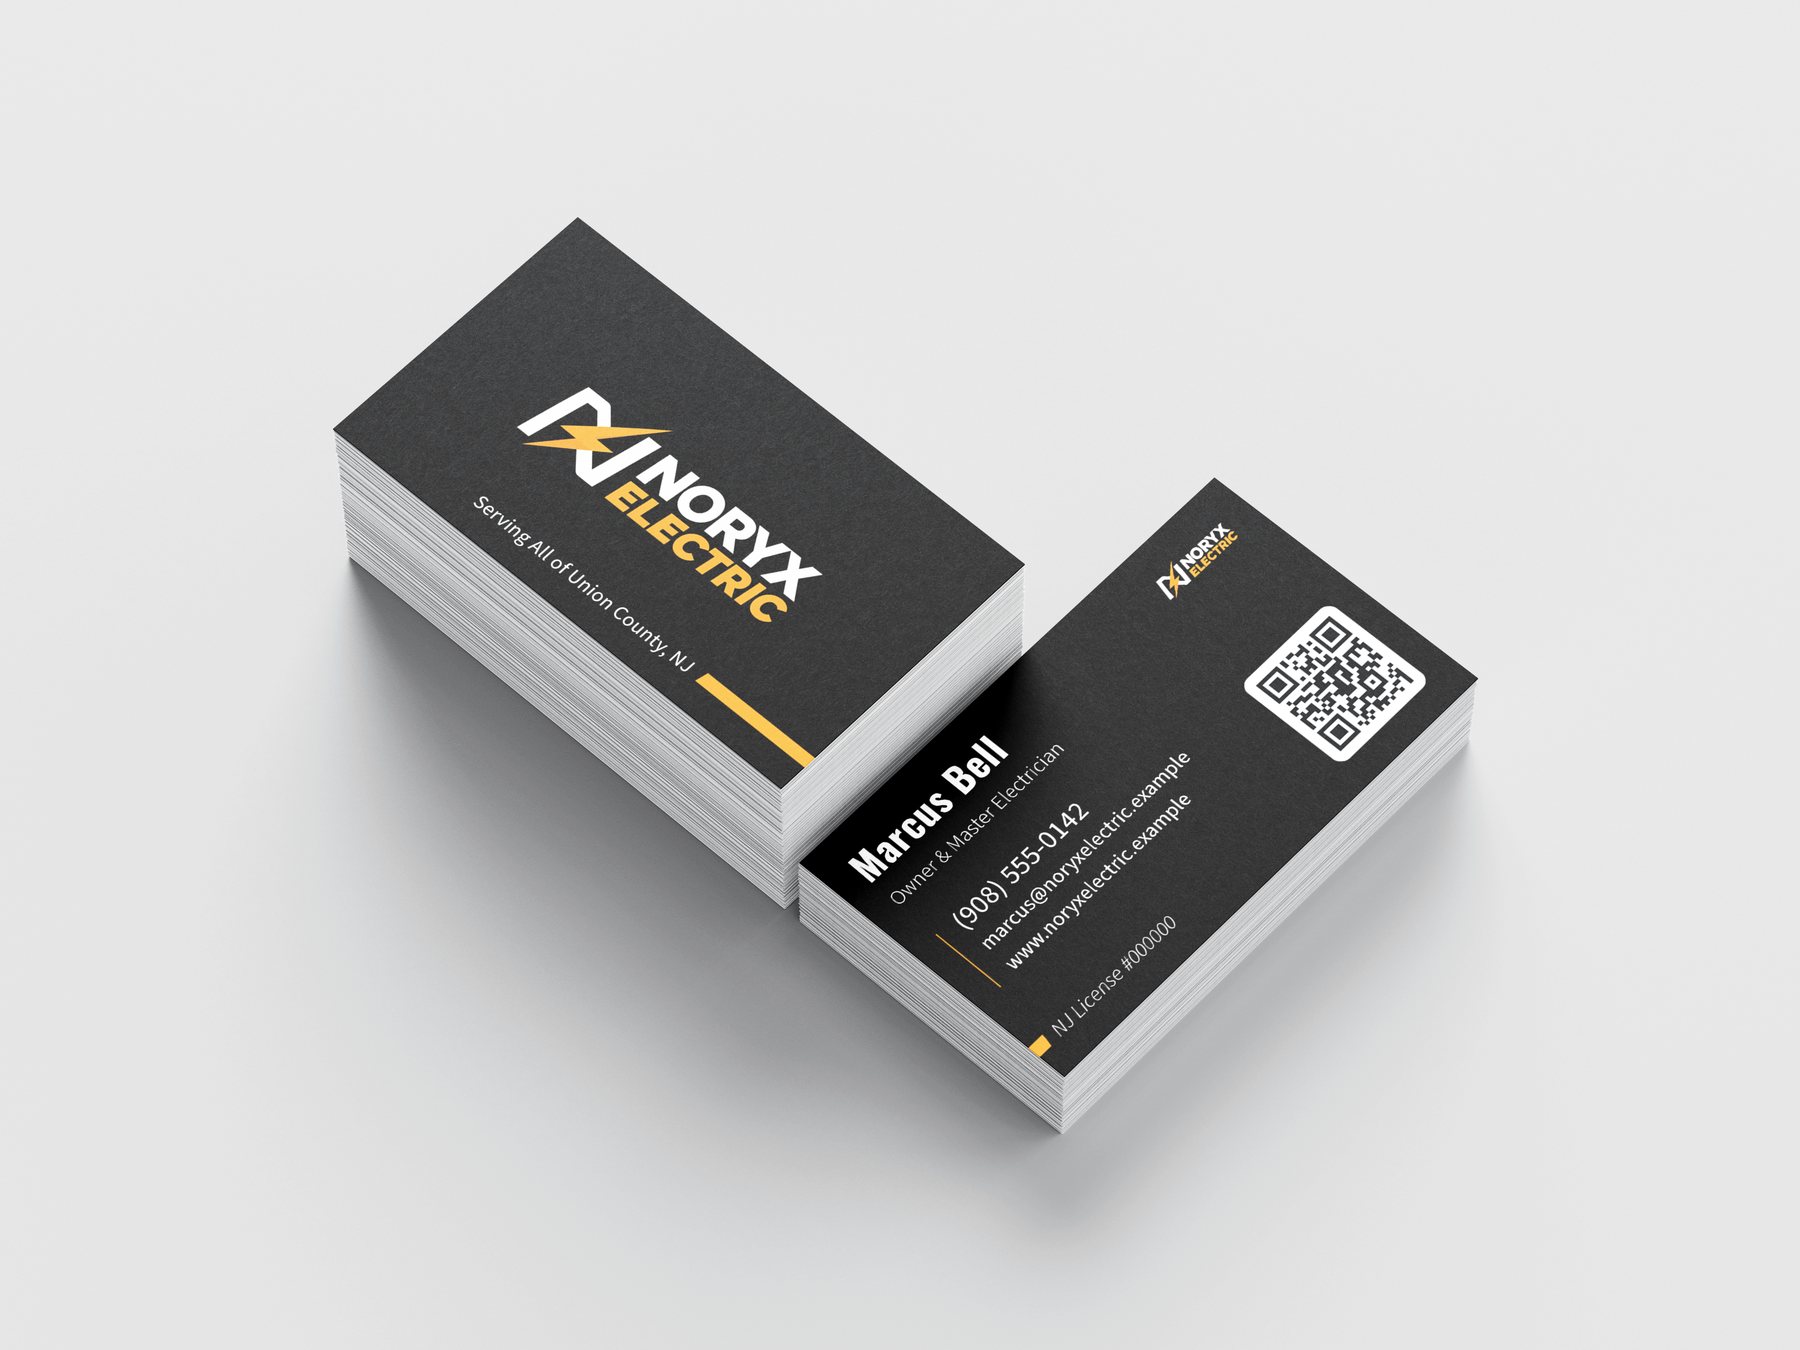 NORYX
ELECTRIC
Serving All of Union County, NJ
NORYX
ELECTRIC
Marcus Bell
Owner & Master Electrician
(908) 555-0142
marcus@noryxelectric.example
www.noryxelectric.example
NJ License #000000